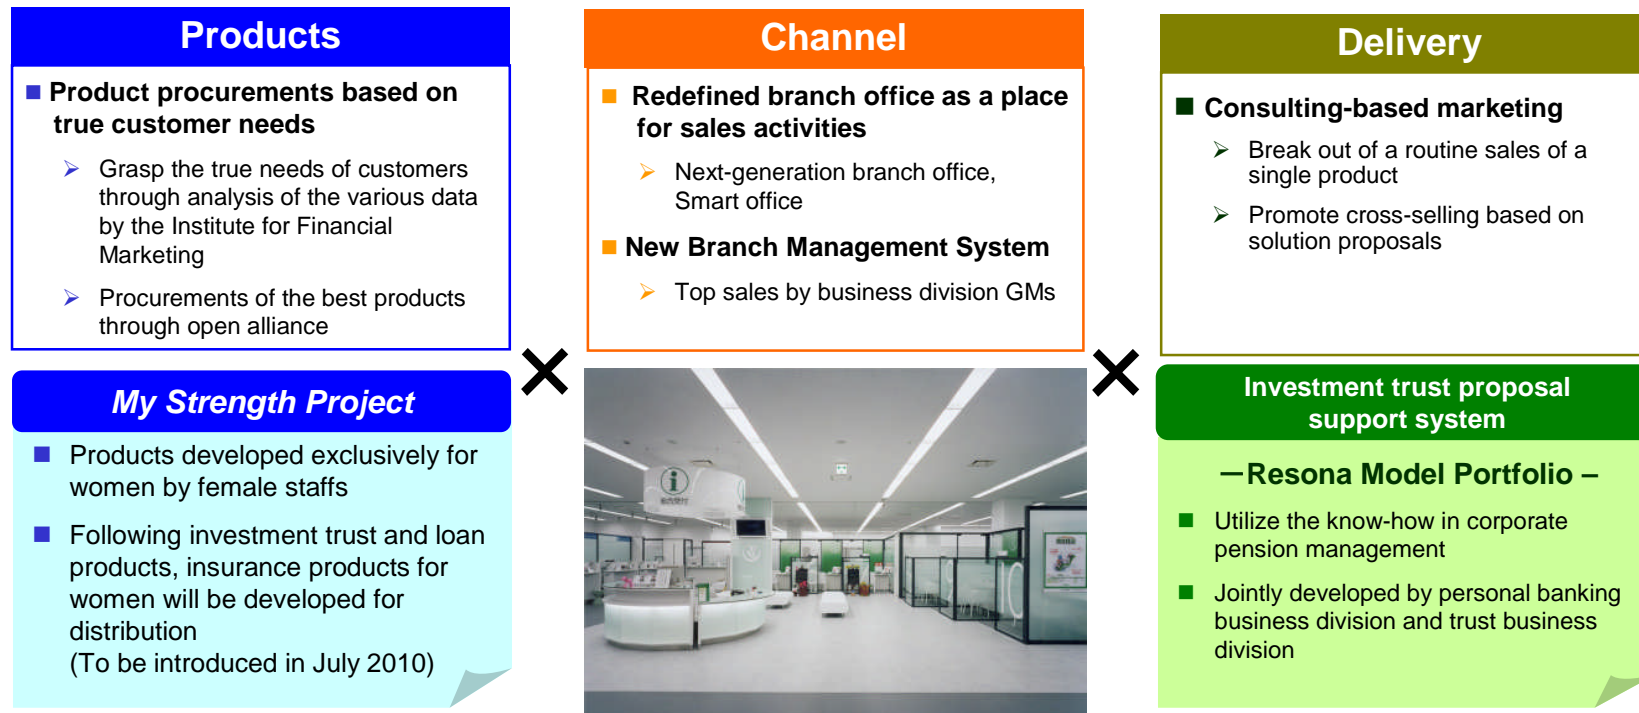 Products
Product procurements based on
true customer needs
Grasp the true needs of customers
through analysis of the various data
by the Institute for Financial
Marketing
Procurements of the best products
through open alliance
My Strength Project
Products developed exclusively for
women by female staffs
Following investment trust and loan
products, insurance products for
women will be developed for
distribution
(To be introduced in July 2010)
×
Channel
Redefined branch office as a place
for sales activities
Next-generation branch office,
Smart office
New Branch Management System
Top sales by business division GMs
i
×
Delivery
Consulting-based marketing
Break out of a routine sales of a
single product
Promote cross-selling based on
solution proposals
Investment trust proposal
support system
—Resona Model Portfolio –
Utilize the know-how in corporate
pension management
Jointly developed by personal banking
business division and trust business
division